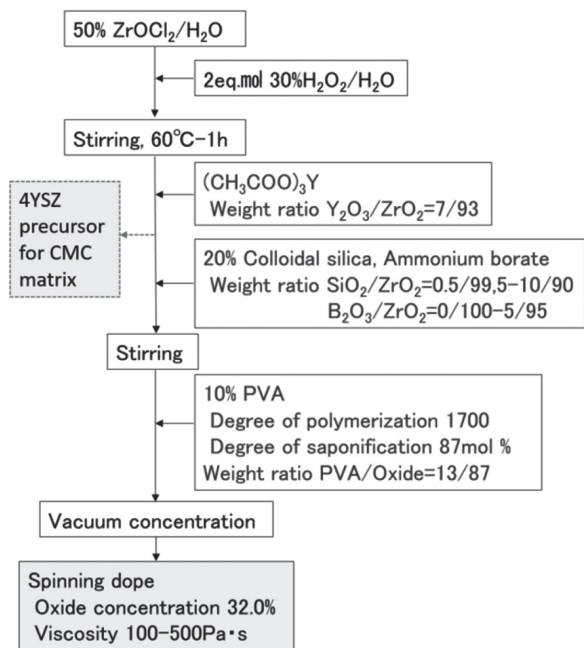 50% ZrOCl₂/H₂O
2eq.mol 30%H₂O₂/H₂O
Stirring, 60℃-1h
(CH₃COO)₃Y
Weight ratio Y₂O₃/ZrO₂=7/93
4YSZ
precursor
for CMC
matrix
20% Colloidal silica, Ammonium borate
Weight ratio SiO₂/ZrO₂=0.5/99,5-10/90
B₂O₃/ZrO₂=0/100-5/95
Stirring
10% PVA
Degree of polymerization 1700
Degree of saponification 87mol %
Weight ratio PVA/Oxide=13/87
Vacuum concentration
Spinning dope
Oxide concentration 32.0%
Viscosity 100-500Pa・s